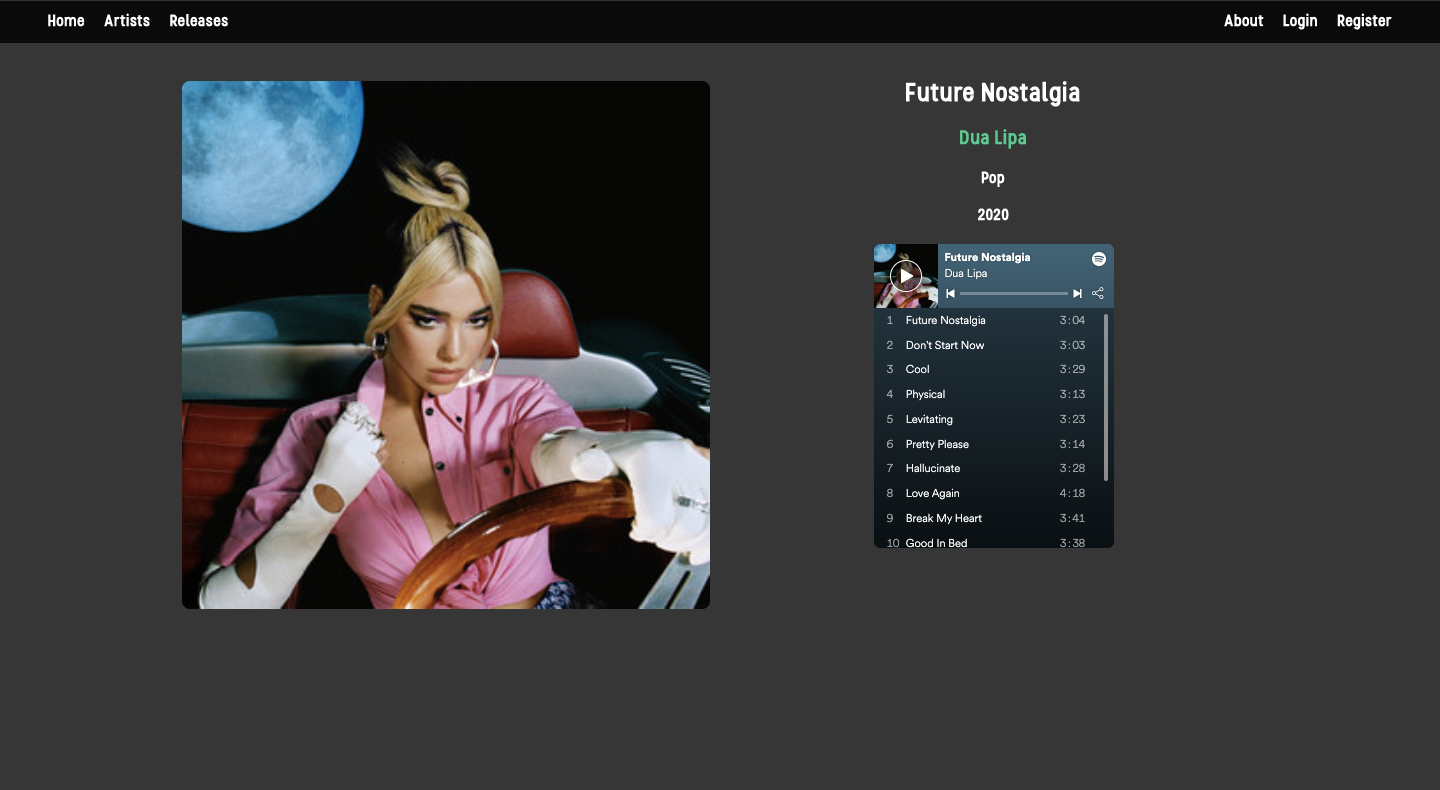 Home Artists Releases About Login Register
Future Nostalgia
Dua Lipa
Pop
2020
Future Nostalgia
Dua Lipa
1 Future Nostalgia 3:04
2 Don't Start Now 3:03
3 Cool 3:29
4 Physical 3:13
5 Levitating 3:23
6 Pretty Please 3:14
7 Hallucinate 3:28
8 Love Again 4:18
9 Break My Heart 3:41
10 Good In Bed 3:38